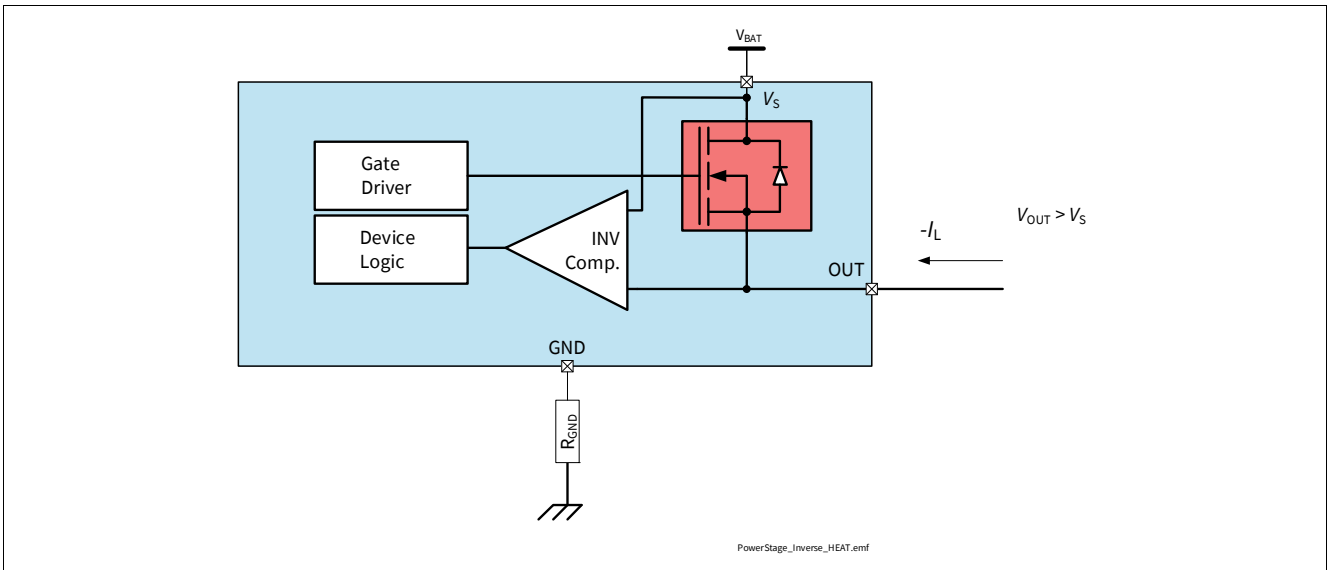 VBAT
VS
Gate
Driver
Device
Logic
INV
Comp.
-IL
VOUT > VS
OUT
GND
RGND
PowerStage_Inverse_HEAT.emf